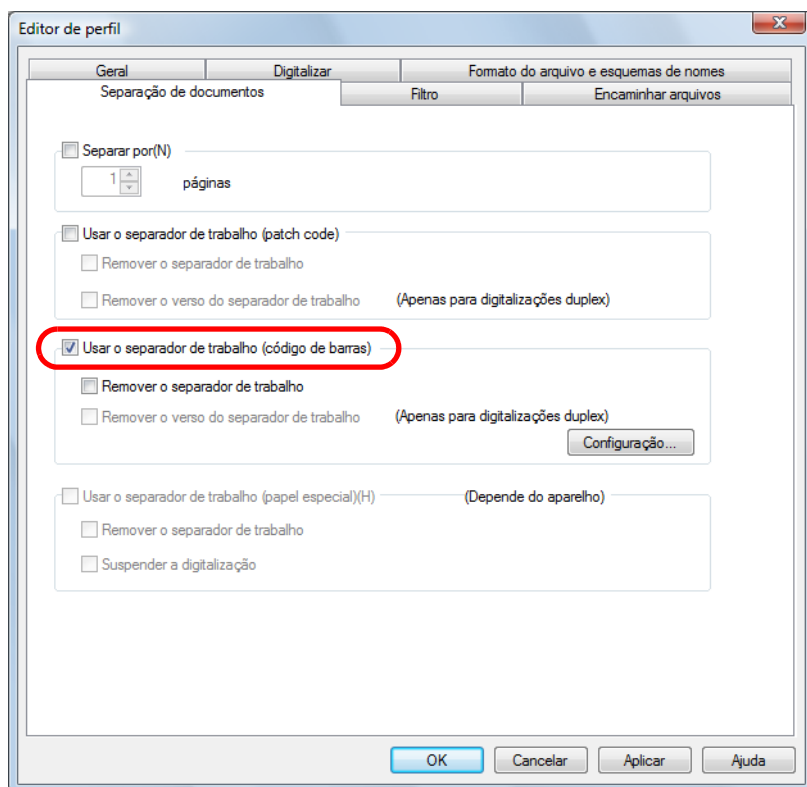 Editor de perfil
Geral Digitalizar Formato do arquivo e esquemas de nomes
Separação de documentos Filtro Encaminhar arquivos
Separar por(N)
1 páginas
Usar o separador de trabalho (patch code)
Remover o separador de trabalho
Remover o verso do separador de trabalho (Apenas para digitalizações duplex)
Usar o separador de trabalho (código de barras)
Remover o separador de trabalho
Remover o verso do separador de trabalho (Apenas para digitalizações duplex)
Configuração...
Usar o separador de trabalho (papel especial)(H) (Depende do aparelho)
Remover o separador de trabalho
Suspender a digitalização
OK Cancelar Aplicar Ajuda